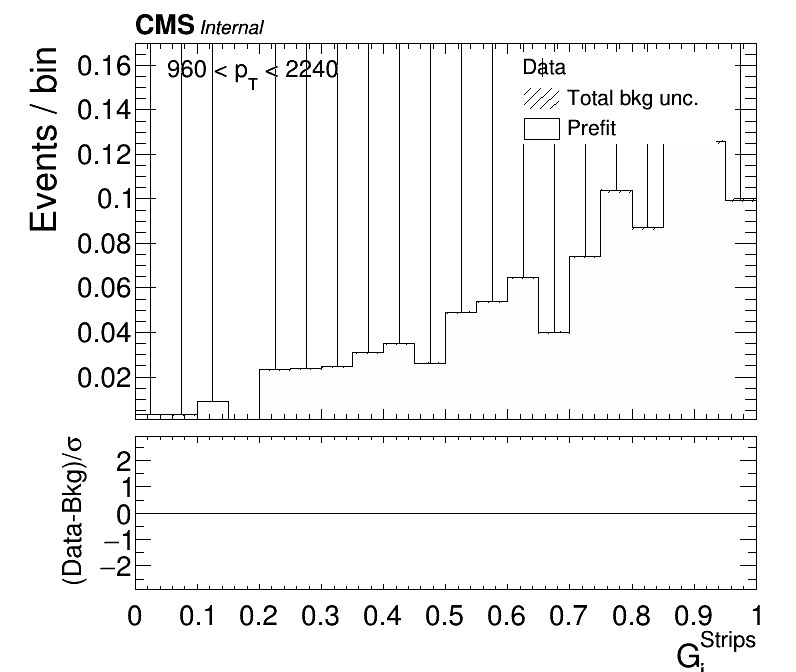 CMS Internal
Events / bin
960 < p_T < 2240
Data
Total bkg unc.
Prefit
0.16
0.14
0.12
0.1
0.08
0.06
0.04
0.02
(Data-Bkg)/σ
2
1
0
−1
−2
0 0.1 0.2 0.3 0.4 0.5 0.6 0.7 0.8 0.9 1
G_i^Strips